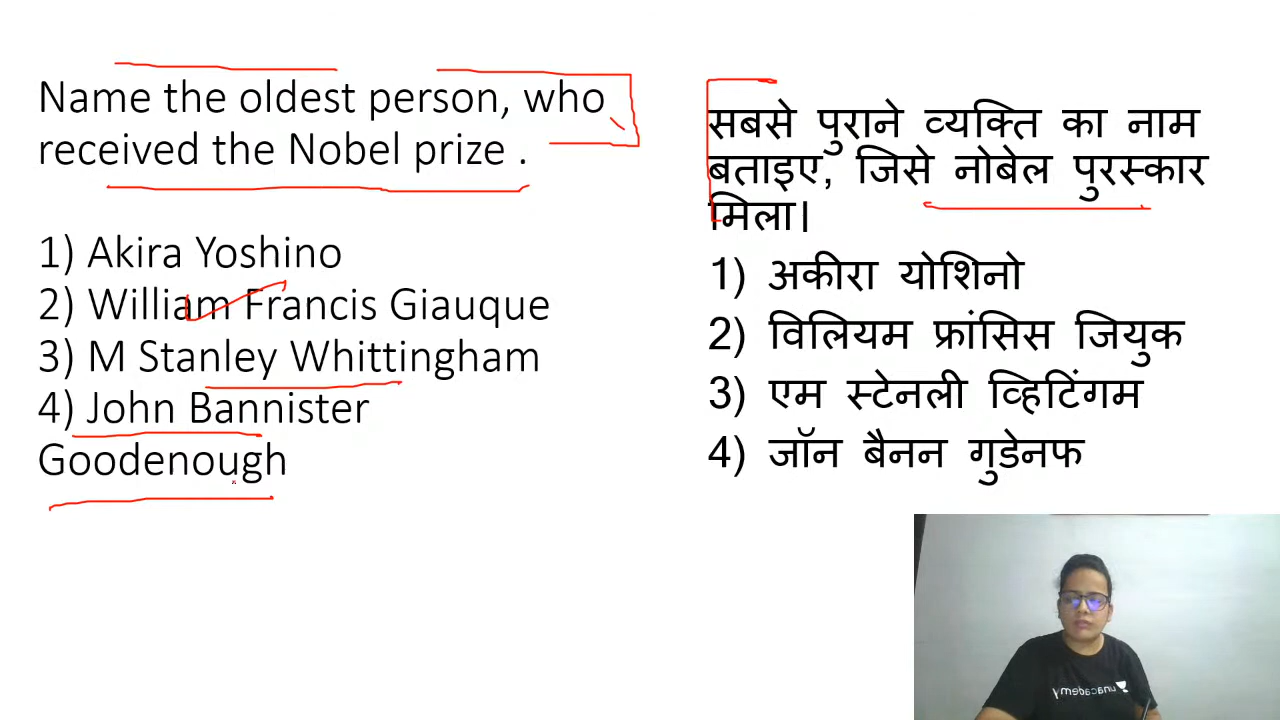 Name the oldest person, who
received the Nobel prize .
1) Akira Yoshino
2) William Francis Giauque
3) M Stanley Whittingham
4) John Bannister
Goodenough
सबसे पुराने व्यक्ति का नाम
बताइए, जिसे नोबेल पुरस्कार
मिला।
1) अकीरा योशिनो
2) विलियम फ्रांसिस जियुक
3) एम स्टेनली व्हिटिंगम
4) जॉन बैनन गुडेनफ
unacademy